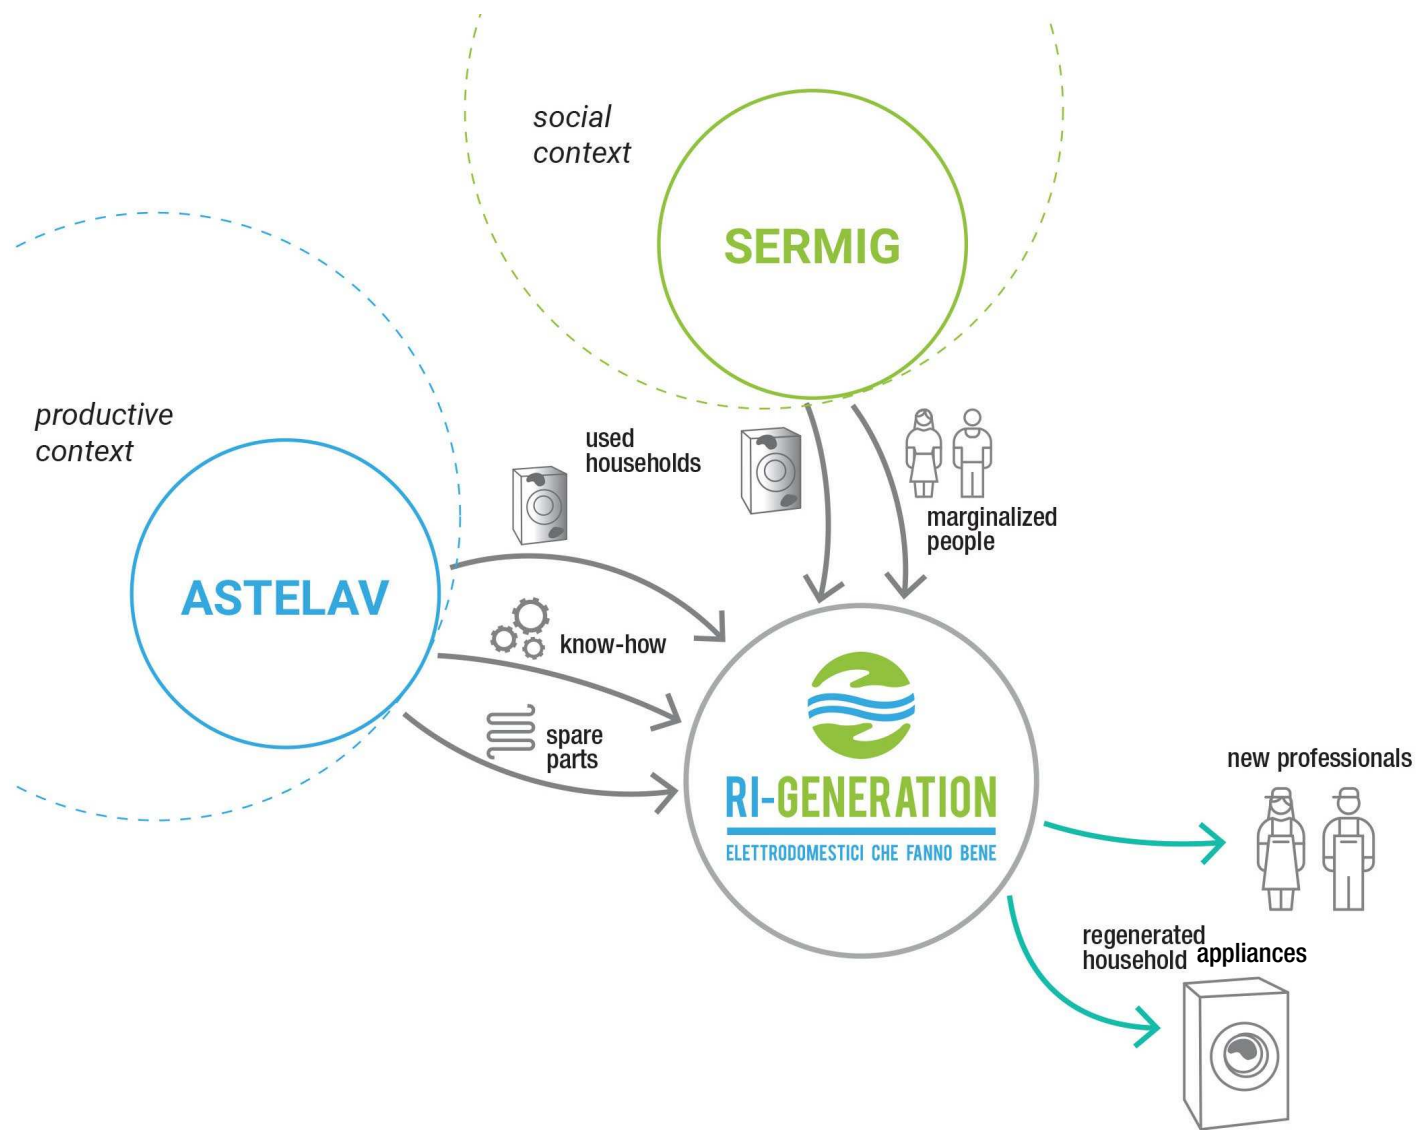 social
context
SERMIG
productive
context
ASTELAV
used
households
marginalized
people
know-how
spare
parts
RI-GENERATION
ELETTRODOMESTICI CHE FANNO BENE
new professionals
regenerated
household appliances